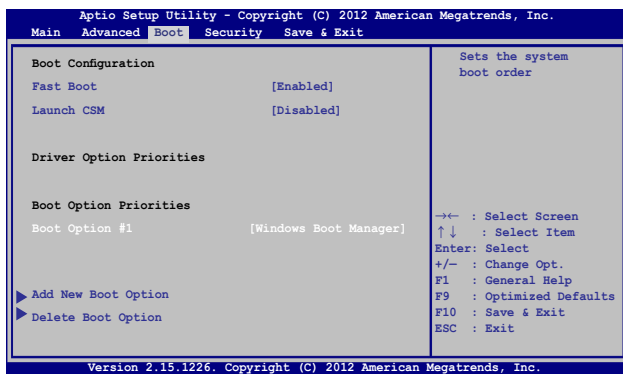 Aptio Setup Utility - Copyright (C) 2012 American Megatrends, Inc.
Main Advanced Boot Security Save & Exit
Boot Configuration
Fast Boot [Enabled]
Launch CSM [Disabled]
Driver Option Priorities
Boot Option Priorities
Boot Option #1 [Windows Boot Manager]
Add New Boot Option
Delete Boot Option
Sets the system
boot order
→← : Select Screen
↑↓ : Select Item
Enter: Select
+/— : Change Opt.
F1 : General Help
F9 : Optimized Defaults
F10 : Save & Exit
ESC : Exit
Version 2.15.1226. Copyright (C) 2012 American Megatrends, Inc.